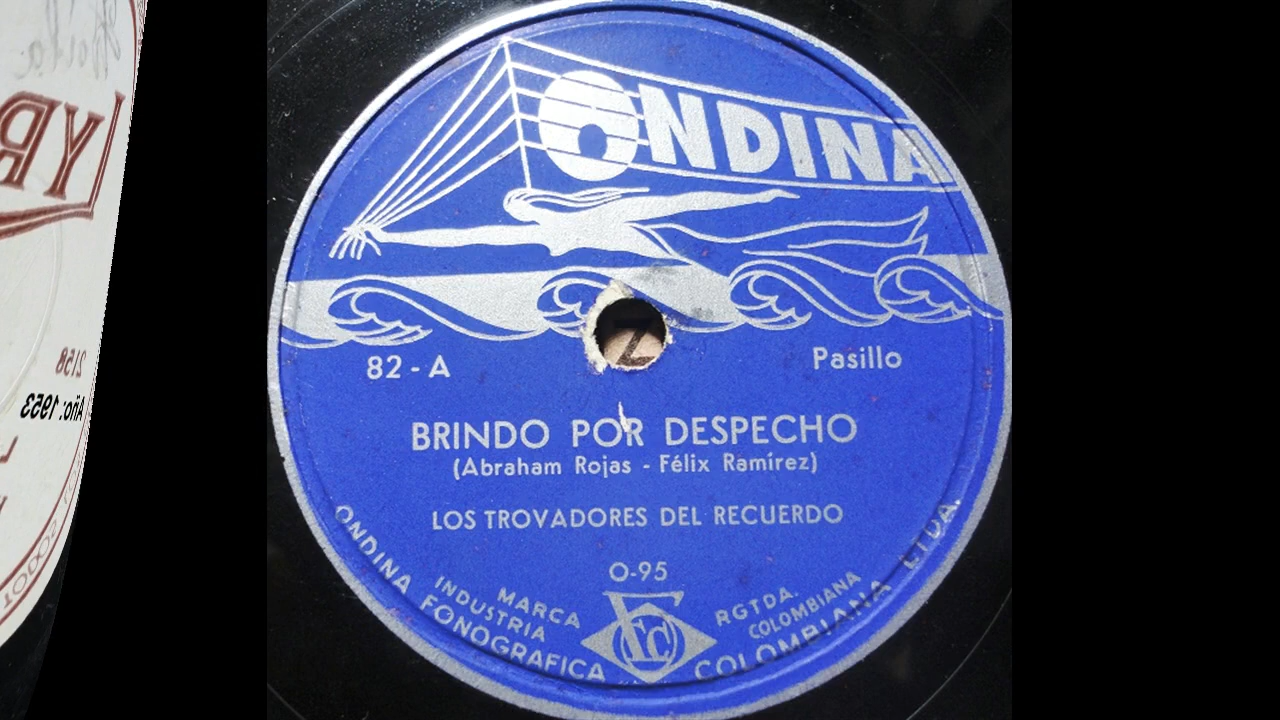 ONDINA
82 - A
Pasillo
BRINDO POR DESPECHO
(Abraham Rojas - Félix Ramírez)
LOS TROVADORES DEL RECUERDO
O-95
MARCA
RGTDA.
INDUSTRIA
COLOMBIANA
ONDINA FONOGRAFICA COLOMBIANA LTDA.
LYR
2158
Año: 1953